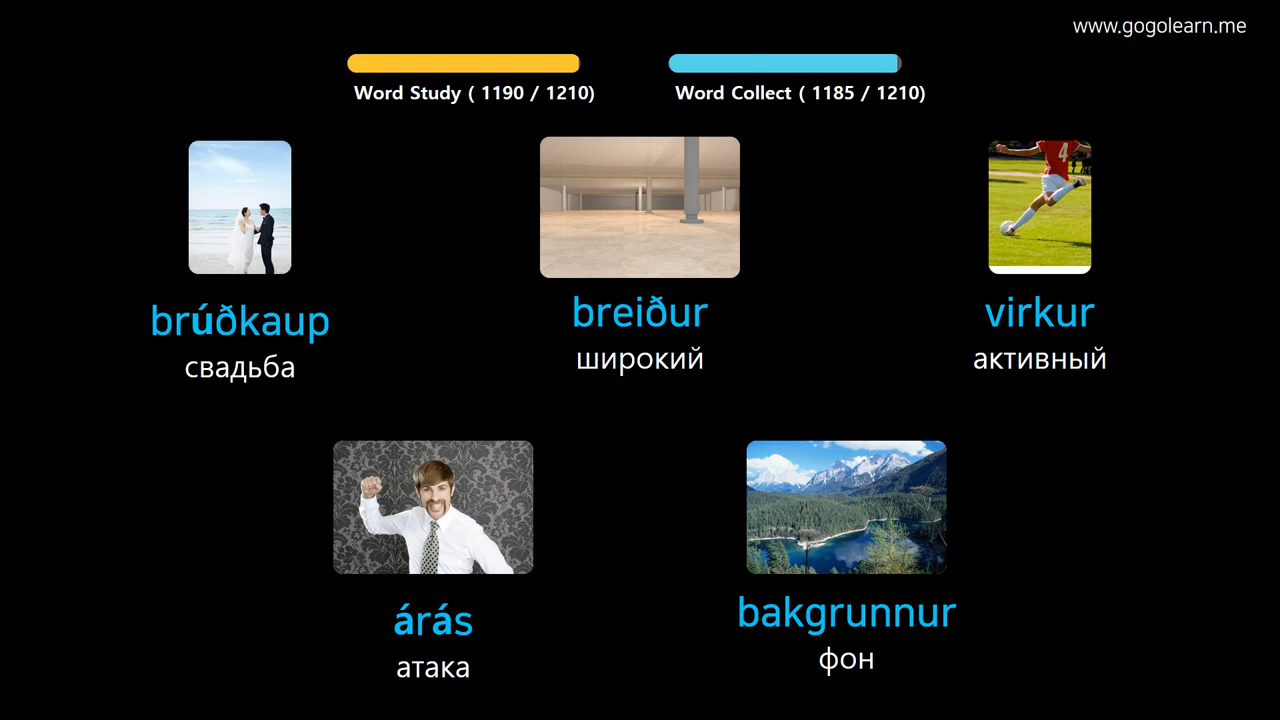 www.gogolearn.me
Word Study ( 1190 / 1210)
Word Collect ( 1185 / 1210)
brúðkaup
свадьба
breiður
широкий
virkur
активный
4
árás
атака
bakgrunnur
фон